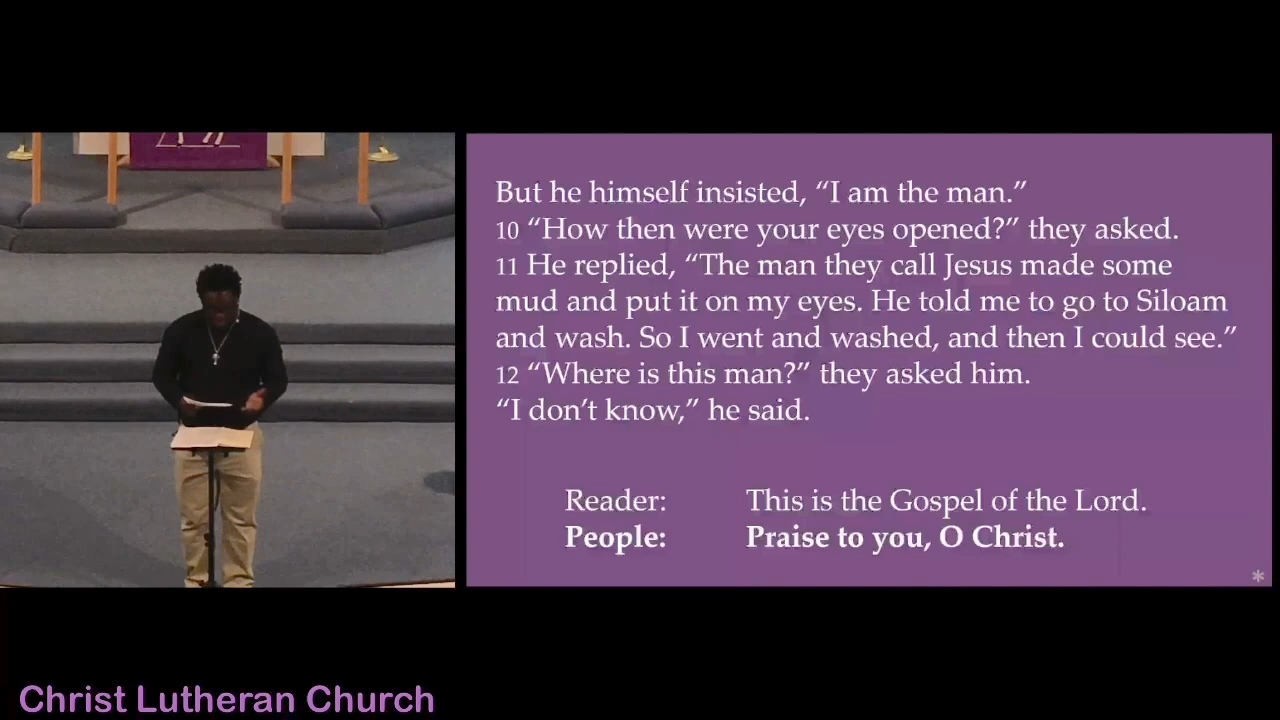 But he himself insisted, “I am the man.”
10 “How then were your eyes opened?” they asked.
11 He replied, “The man they call Jesus made some
mud and put it on my eyes. He told me to go to Siloam
and wash. So I went and washed, and then I could see.”
12 “Where is this man?” they asked him.
“I don’t know,” he said.
Reader: This is the Gospel of the Lord.
People: Praise to you, O Christ.
*
Christ Lutheran Church